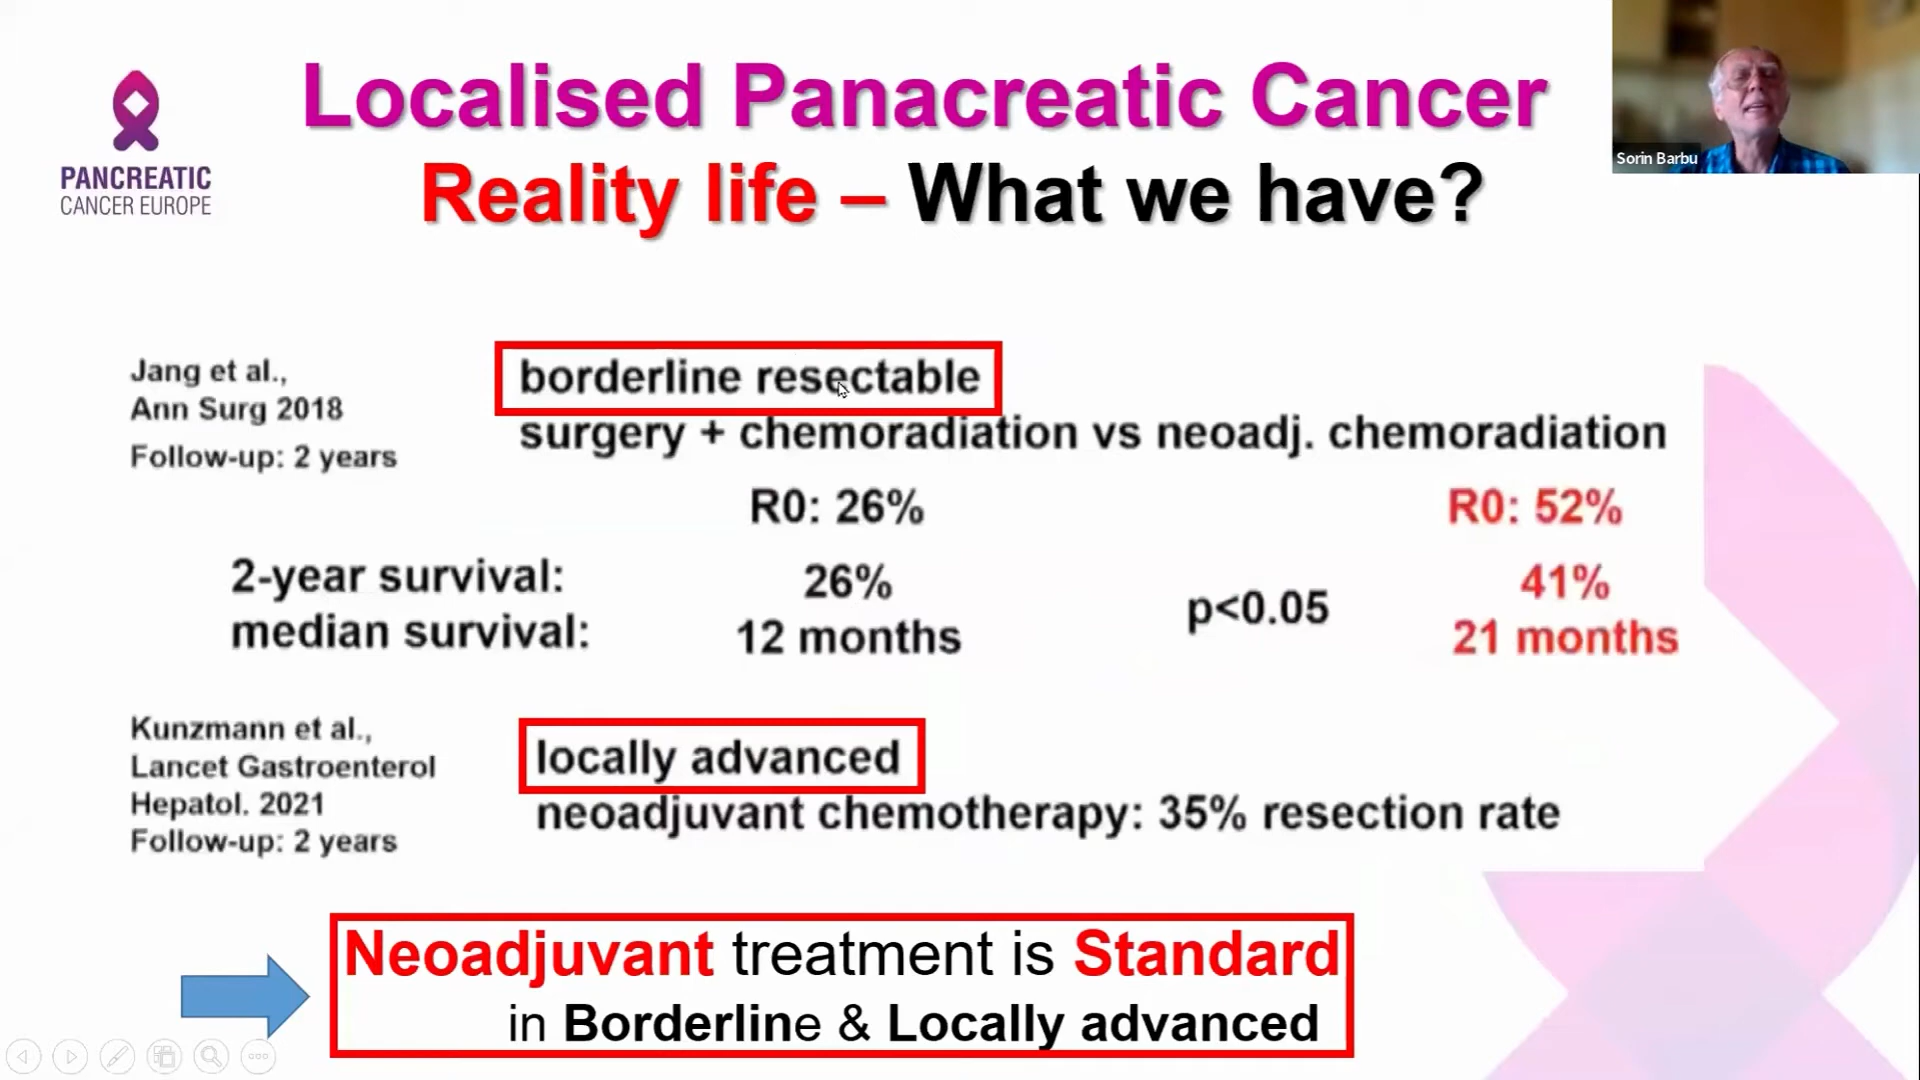 Localised Panacreatic Cancer
Reality life – What we have?
PANCREATIC
CANCER EUROPE
Sorin Barbu
Jang et al.,
Ann Surg 2018
Follow-up: 2 years
borderline resectable
surgery + chemoradiation vs neoadj. chemoradiation
R0: 26% R0: 52%
2-year survival: 26% 41%
p<0.05
median survival: 12 months 21 months
Kunzmann et al.,
Lancet Gastroenterol
Hepatol. 2021
Follow-up: 2 years
locally advanced
neoadjuvant chemotherapy: 35% resection rate
Neoadjuvant treatment is Standard
in Borderline & Locally advanced